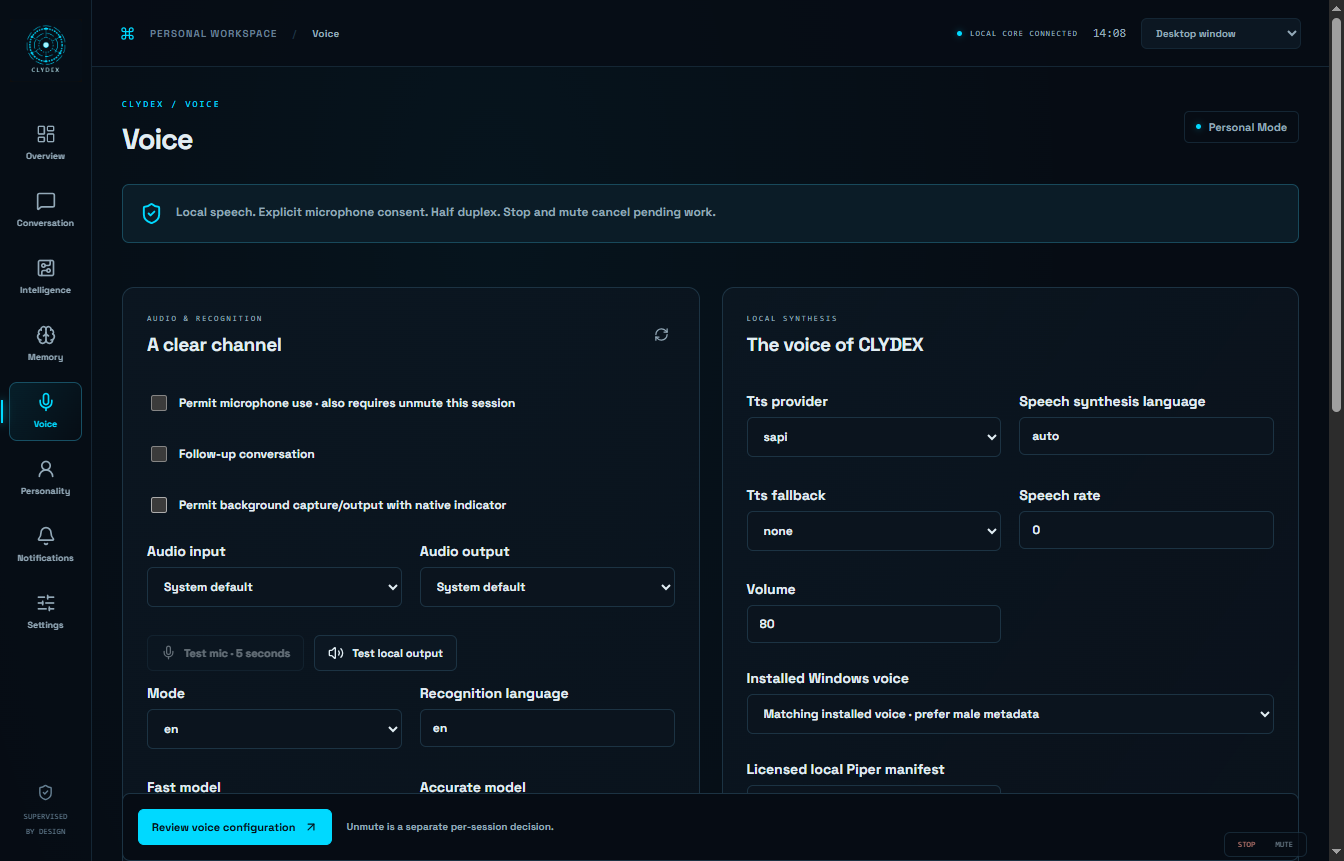 CLYDEX
PERSONAL WORKSPACE / Voice
LOCAL CORE CONNECTED 14:08 Desktop window
Overview
Conversation
Intelligence
Memory
Voice
Personality
Notifications
Settings
SUPERVISED
BY DESIGN
CLYDEX / VOICE
Voice
Personal Mode
Local speech. Explicit microphone consent. Half duplex. Stop and mute cancel pending work.
AUDIO & RECOGNITION
A clear channel
Permit microphone use · also requires unmute this session
Follow-up conversation
Permit background capture/output with native indicator
Audio input Audio output
System default System default
Test mic · 5 seconds Test local output
Mode Recognition language
en en
Fast model Accurate model
LOCAL SYNTHESIS
The voice of CLYDEX
Tts provider Speech synthesis language
sapi auto
Tts fallback Speech rate
none 0
Volume
80
Installed Windows voice
Matching installed voice · prefer male metadata
Licensed local Piper manifest
Review voice configuration Unmute is a separate per-session decision.
STOP MUTE